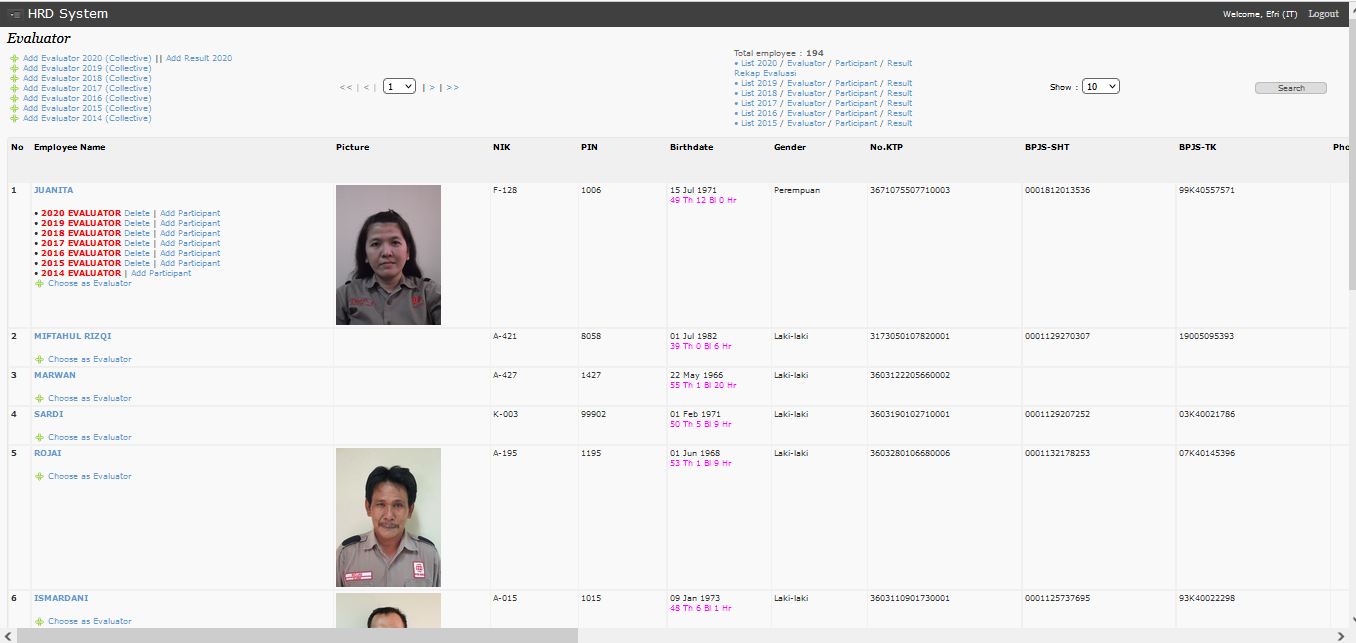 HRD System
Welcome, Efri (IT) Logout
Evaluator
Add Evaluator 2020 (Collective) || Add Result 2020
Add Evaluator 2019 (Collective)
Add Evaluator 2018 (Collective)
Add Evaluator 2017 (Collective)
Add Evaluator 2016 (Collective)
Add Evaluator 2015 (Collective)
Add Evaluator 2014 (Collective)
<< | < | 1 | > | >>
Total employee : 194
• List 2020 / Evaluator / Participant / Result
Rekap Evaluasi
• List 2019 / Evaluator / Participant / Result
• List 2018 / Evaluator / Participant / Result
• List 2017 / Evaluator / Participant / Result
• List 2016 / Evaluator / Participant / Result
• List 2015 / Evaluator / Participant / Result
Show : 10
Search
No Employee Name Picture NIK PIN Birthdate Gender No.KTP BPJS-SHT BPJS-TK Pho
1 JUANITA F-128 1006 15 Jul 1971 Perempuan 3671075507710003 0001812013536 99K40557571
49 Th 12 Bl 0 Hr
• 2020 EVALUATOR Delete | Add Participant
• 2019 EVALUATOR Delete | Add Participant
• 2018 EVALUATOR Delete | Add Participant
• 2017 EVALUATOR Delete | Add Participant
• 2016 EVALUATOR Delete | Add Participant
• 2015 EVALUATOR Delete | Add Participant
• 2014 EVALUATOR | Add Participant
Choose as Evaluator
2 MIFTAHUL RIZQI A-421 8058 01 Jul 1982 Laki-laki 3173050107820001 0001129270307 19005095393
39 Th 0 Bl 6 Hr
Choose as Evaluator
3 MARWAN A-427 1427 22 May 1966 Laki-laki 3603122205660002
55 Th 1 Bl 20 Hr
Choose as Evaluator
4 SARDI K-003 99902 01 Feb 1971 Laki-laki 3603190102710001 0001129207252 03K40021786
50 Th 5 Bl 9 Hr
Choose as Evaluator
5 ROJAI A-195 1195 01 Jun 1968 Laki-laki 3603280106680006 0001132178253 07K40145396
53 Th 1 Bl 9 Hr
Choose as Evaluator
6 ISMARDANI A-015 1015 09 Jan 1973 Laki-laki 3603110901730001 0001125737695 93K40022298
48 Th 6 Bl 1 Hr
Choose as Evaluator